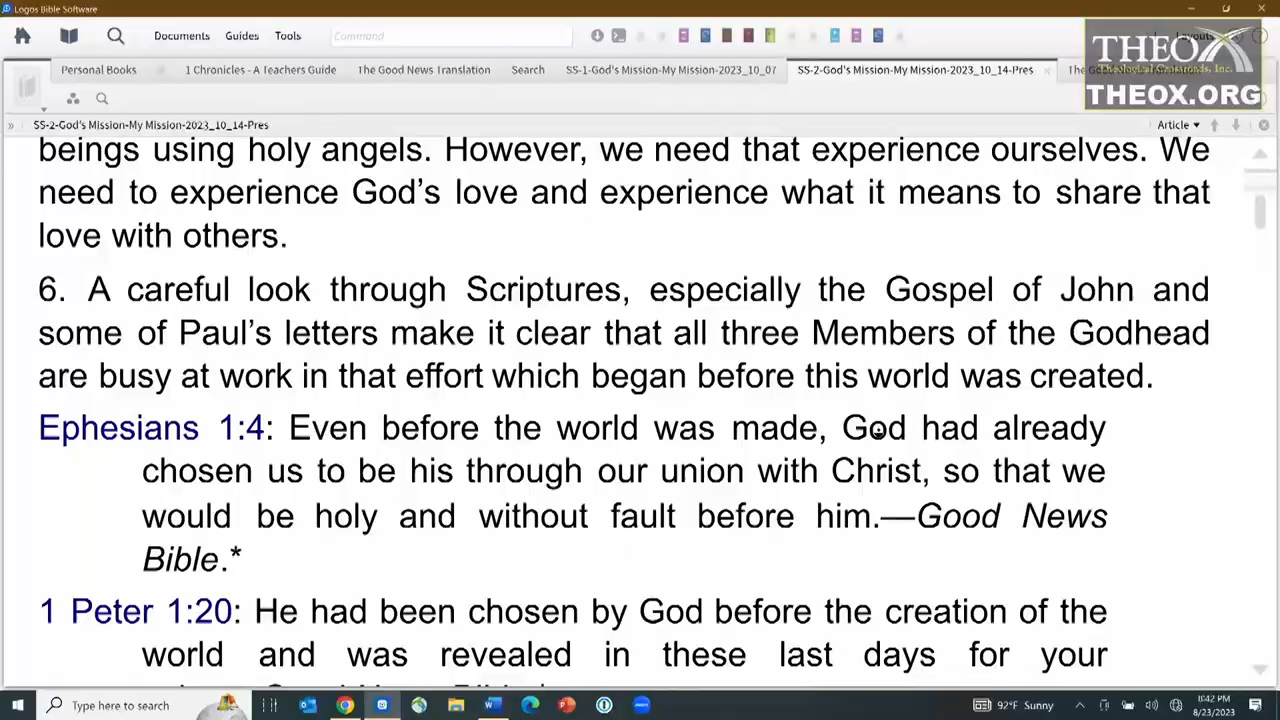 Logos Bible Software
Documents Guides Tools Command
THEOX
Theological Crossroads, Inc.
THEOX.ORG
Personal Books 1 Chronicles - A Teachers Guide The Good News Bible Search SS-1-God's Mission-My Mission-2023_10_07 SS-2-God's Mission-My Mission-2023_10_14-Pres
SS-2-God's Mission-My Mission-2023_10_14-Pres Article
beings using holy angels. However, we need that experience ourselves. We
need to experience God's love and experience what it means to share that
love with others.
6. A careful look through Scriptures, especially the Gospel of John and
some of Paul's letters make it clear that all three Members of the Godhead
are busy at work in that effort which began before this world was created.
Ephesians 1:4: Even before the world was made, God had already
chosen us to be his through our union with Christ, so that we
would be holy and without fault before him.—Good News
Bible.*
1 Peter 1:20: He had been chosen by God before the creation of the
world and was revealed in these last days for your
Type here to search 92°F Sunny 8:42 PM
8/23/2023